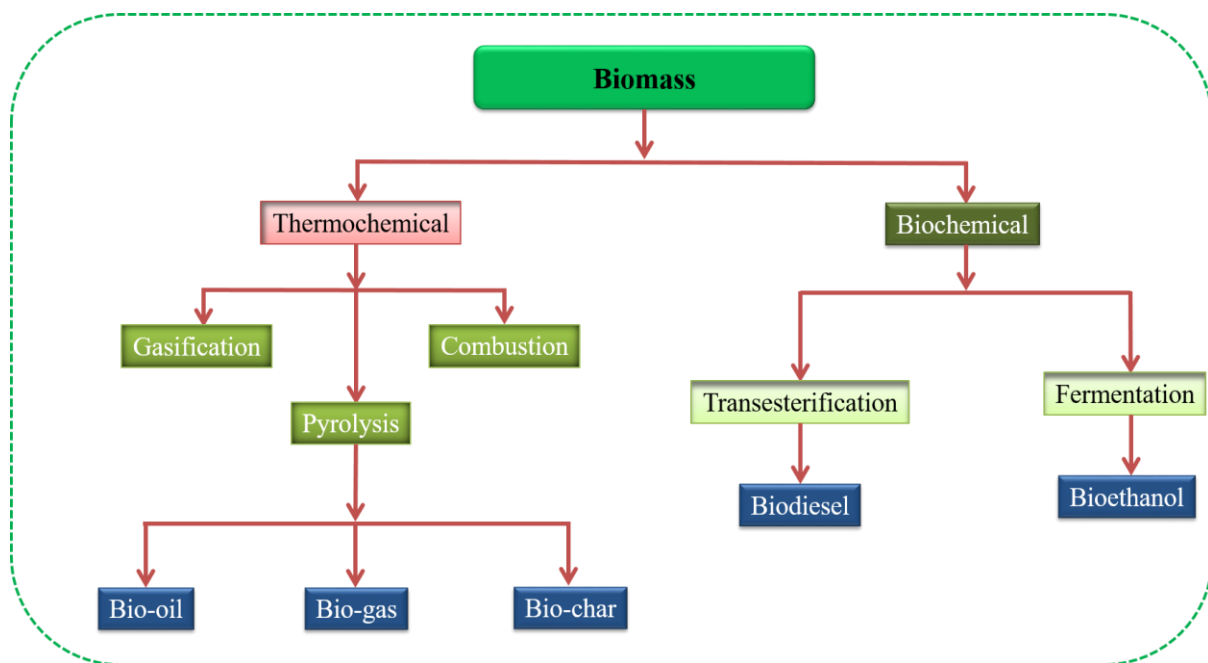 Biomass
Thermochemical
Biochemical
Gasification
Combustion
Pyrolysis
Transesterification
Fermentation
Biodiesel
Bioethanol
Bio-oil
Bio-gas
Bio-char